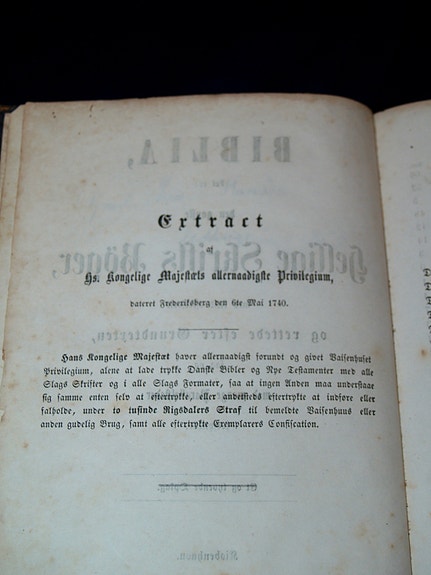 Extract
af
Hs. Kongelige Majestæts allernaadigste Privilegium,
dateret Frederiksberg den 6te Mai 1740.
Hans Kongelige Majestæt haver allernaadigst forundt og givet Vaisenhuset
Privilegium, alene at lade trykke Danske Bibler og Nye Testamenter med alle
Slags Skrifter og i alle Slags Formater, saa at ingen Anden maa understaae
sig samme enten selv at eftertrykke, eller andetsteds eftertrykte at indføre eller
falholde, under to tusinde Rigsdalers Straf til bemeldte Vaisenhuus eller
anden gudelig Brug, samt alle eftertrykte Exemplarers Confiscation.